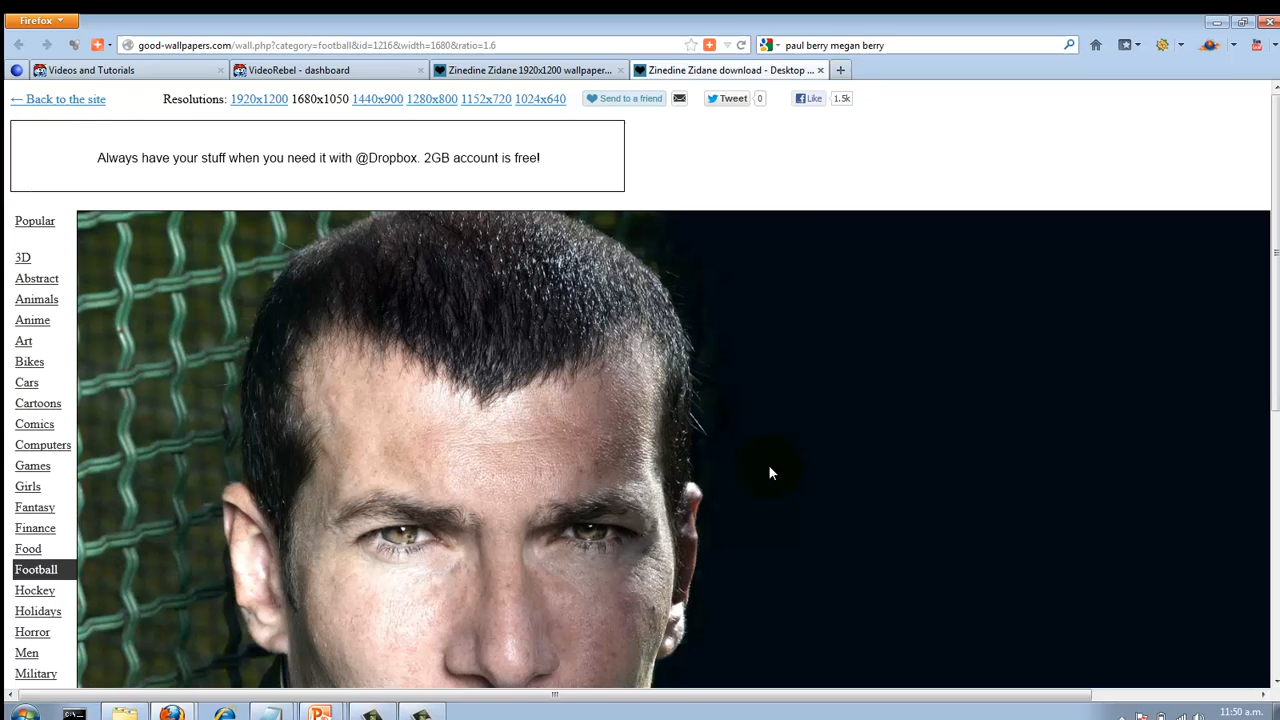 Firefox
good-wallpapers.com/wall.php?category=football&id=1216&width=1680&ratio=1.6
paul berry megan berry
Videos and Tutorials
VideoRebel - dashboard
Zinedine Zidane 1920x1200 wallpaper...
Zinedine Zidane download - Desktop ...
← Back to the site
Resolutions: 1920x1200 1680x1050 1440x900 1280x800 1152x720 1024x640
Send to a friend
Tweet
0
Like
1.5k
Always have your stuff when you need it with @Dropbox. 2GB account is free!
Popular
3D
Abstract
Animals
Anime
Art
Bikes
Cars
Cartoons
Comics
Computers
Games
Girls
Fantasy
Finance
Food
Football
Hockey
Holidays
Horror
Men
Military
11:50 a.m.